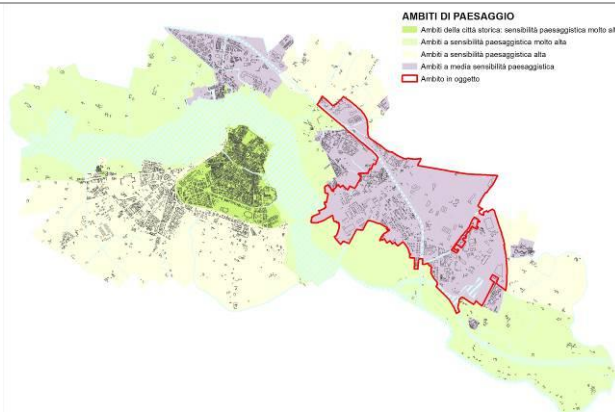 AMBITI DI PAESAGGIO
Ambiti della città storica: sensibilità paesaggistica molto alt
Ambiti a sensibilità paesaggistica molto alta
Ambiti a sensibilità paesaggistica alta
Ambiti a media sensibilità paesaggistica
Ambito in oggetto